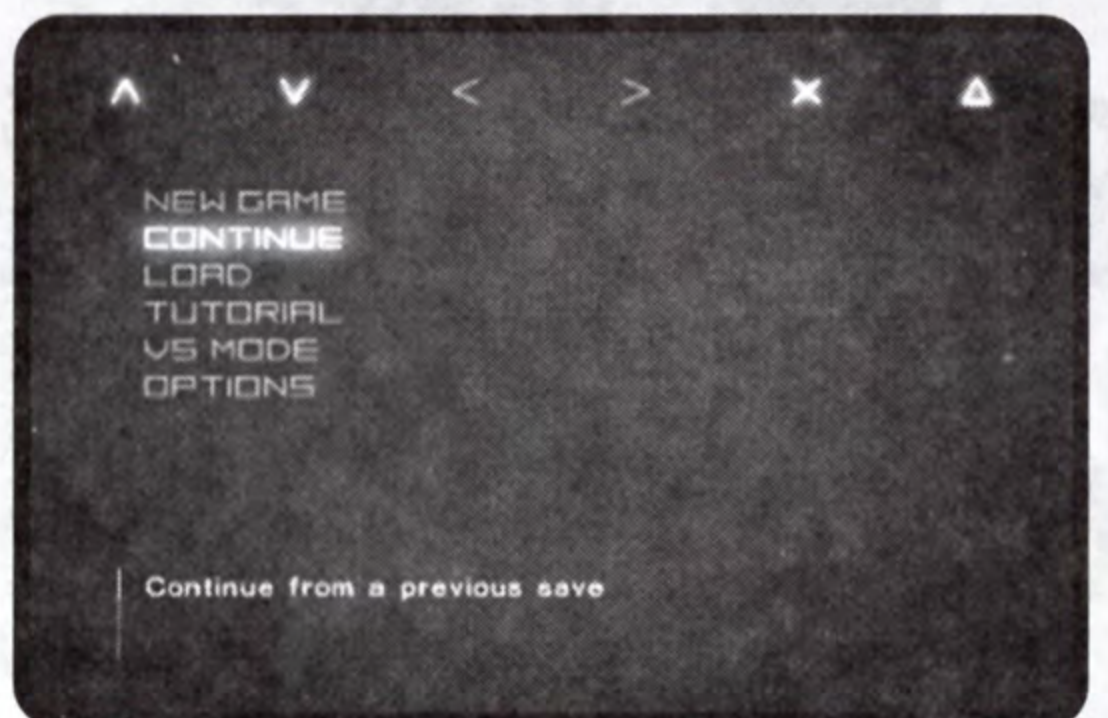 NEW GAME
CONTINUE
LOAD
TUTORIAL
VS MODE
OPTIONS
Continue from a previous save